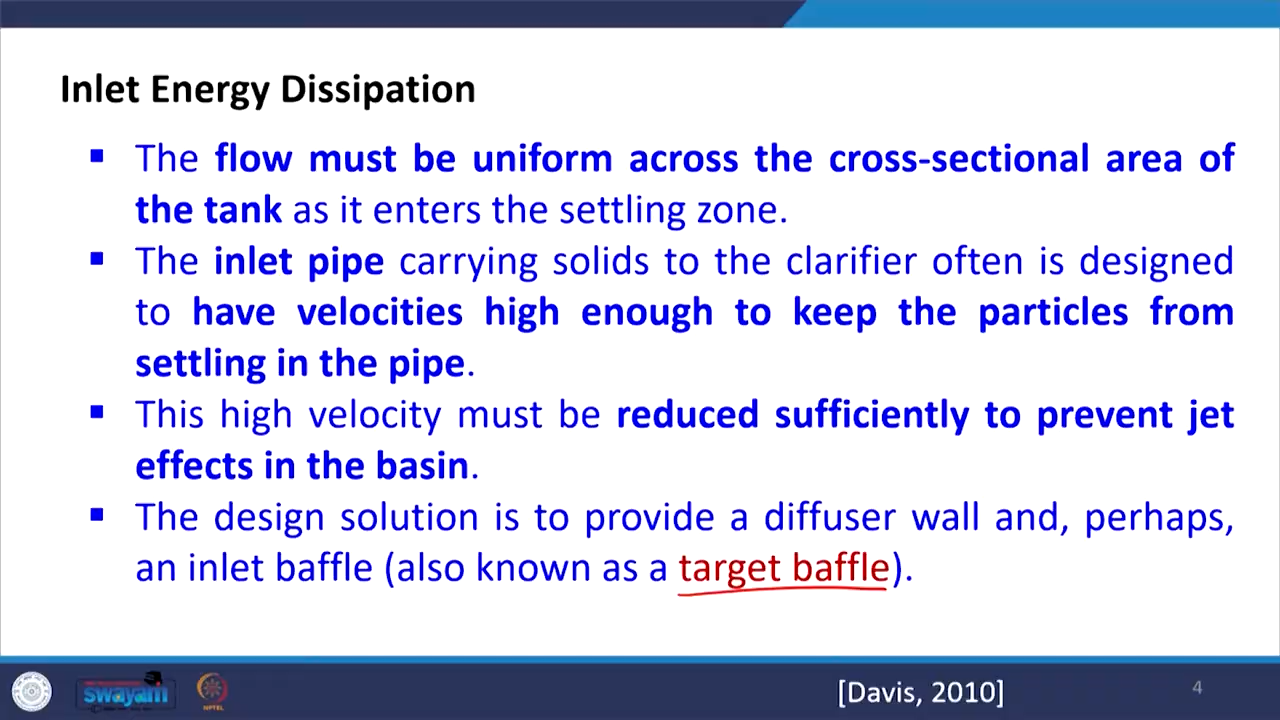 Inlet Energy Dissipation
▪ The flow must be uniform across the cross-sectional area of
the tank as it enters the settling zone.
▪ The inlet pipe carrying solids to the clarifier often is designed
to have velocities high enough to keep the particles from
settling in the pipe.
▪ This high velocity must be reduced sufficiently to prevent jet
effects in the basin.
▪ The design solution is to provide a diffuser wall and, perhaps,
an inlet baffle (also known as a target baffle).
swayam
NPTEL
[Davis, 2010]
4